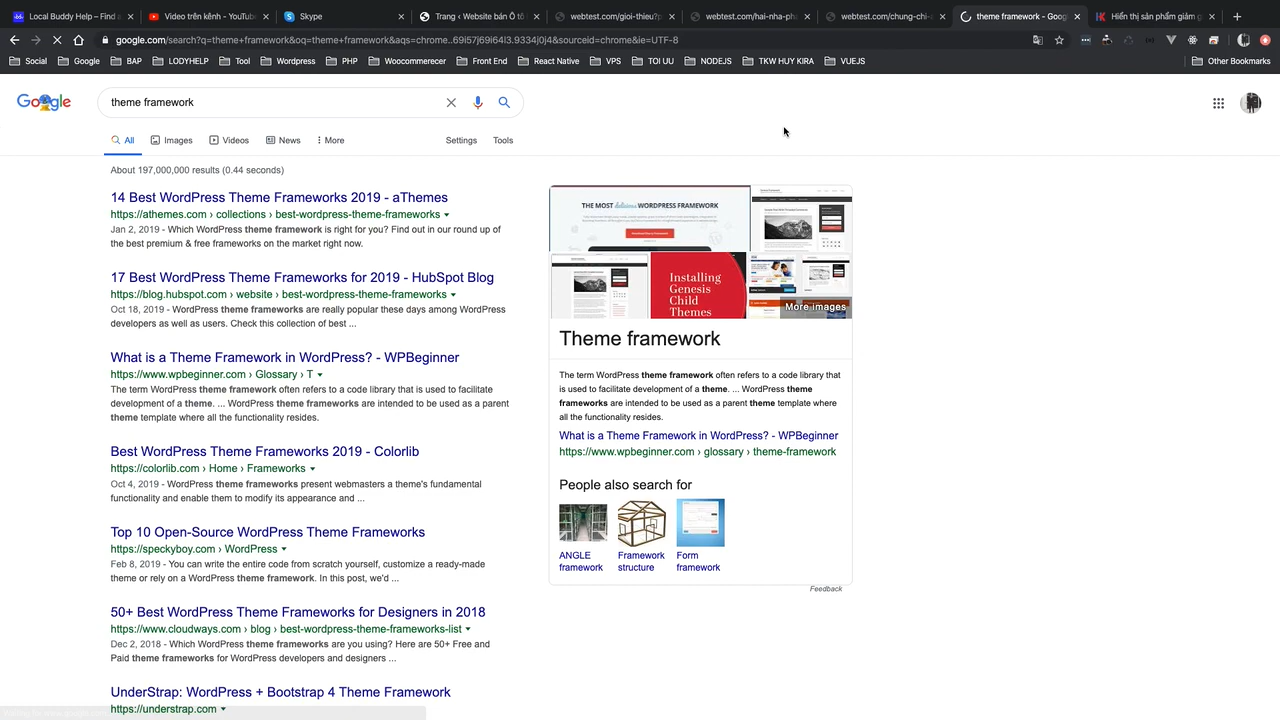 Local Buddy Help - Find a
Video trên kênh - YouTube
Skype
Trang ‹ Website bán Ô tô
webtest.com/gioi-thieu?p
webtest.com/hai-nha-pha
webtest.com/chung-chi-a
theme framework - Goog
Hiển thị sản phẩm giảm g
google.com/search?q=theme+framework&oq=theme+framework&aqs=chrome..69i57j69i64l3.9334j0j4&sourceid=chrome&ie=UTF-8
Social Google BAP LODYHELP Tool Wordpress PHP Woocommerecer Front End React Native VPS TOI UU NODEJS TKW HUY KIRA VUEJS Other Bookmarks
Google
theme framework
All Images Videos News More Settings Tools
About 197,000,000 results (0.44 seconds)
14 Best WordPress Theme Frameworks 2019 - aThemes
https://athemes.com › collections › best-wordpress-theme-frameworks
Jan 2, 2019 - Which WordPress theme framework is right for you? Find out in our round up of
the best premium & free frameworks on the market right now.
17 Best WordPress Theme Frameworks for 2019 - HubSpot Blog
https://blog.hubspot.com › website › best-wordpress-theme-frameworks
Oct 18, 2019 - WordPress theme frameworks are really popular these days among WordPress
developers as well as users. Check this collection of best ...
What is a Theme Framework in WordPress? - WPBeginner
https://www.wpbeginner.com › Glossary › T
The term WordPress theme framework often refers to a code library that is used to facilitate
development of a theme. ... WordPress theme frameworks are intended to be used as a parent
theme template where all the functionality resides.
Best WordPress Theme Frameworks 2019 - Colorlib
https://colorlib.com › Home › Frameworks
Oct 4, 2019 - WordPress theme frameworks present webmasters a theme's fundamental
functionality and enable them to modify its appearance and ...
Top 10 Open-Source WordPress Theme Frameworks
https://speckyboy.com › WordPress
Feb 8, 2019 - You can write the entire code from scratch yourself, customize a ready-made
theme or rely on a WordPress theme framework. In this post, we'd ...
50+ Best WordPress Theme Frameworks for Designers in 2018
https://www.cloudways.com › blog › best-wordpress-theme-frameworks-list
Dec 2, 2018 - Which WordPress theme frameworks are you using? Here are 50+ Free and
Paid theme frameworks for WordPress developers and designers ...
UnderStrap: WordPress + Bootstrap 4 Theme Framework
https://understrap.com
THE MOST delicious WORDPRESS FRAMEWORK
Installing
Genesis
Child
Themes
More images
Theme framework
The term WordPress theme framework often refers to a code library that
is used to facilitate development of a theme. ... WordPress theme
frameworks are intended to be used as a parent theme template where
all the functionality resides.
What is a Theme Framework in WordPress? - WPBeginner
https://www.wpbeginner.com › glossary › theme-framework
People also search for
ANGLE
framework
Framework
structure
Form
framework
Feedback